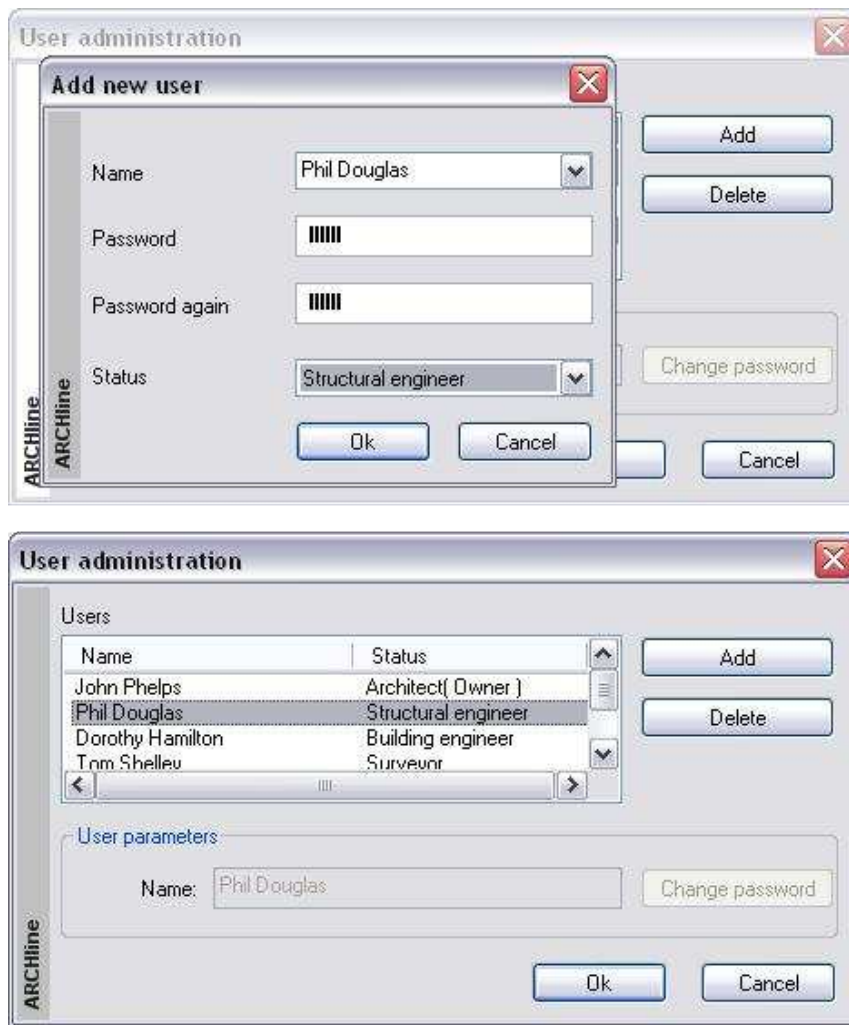 User administration
Add new user
Add
Name
Phil Douglas
Delete
Password
Password again
Change password
Status
Structural engineer
ARCHline
ARCHline
Ok
Cancel
Cancel
User administration
Users
Name Status
Add
John Phelps Architect( Owner )
Phil Douglas Structural engineer
Delete
Dorothy Hamilton Building engineer
Tom Shelley Surveyor
User parameters
Name: Phil Douglas
Change password
ARCHline
Ok
Cancel